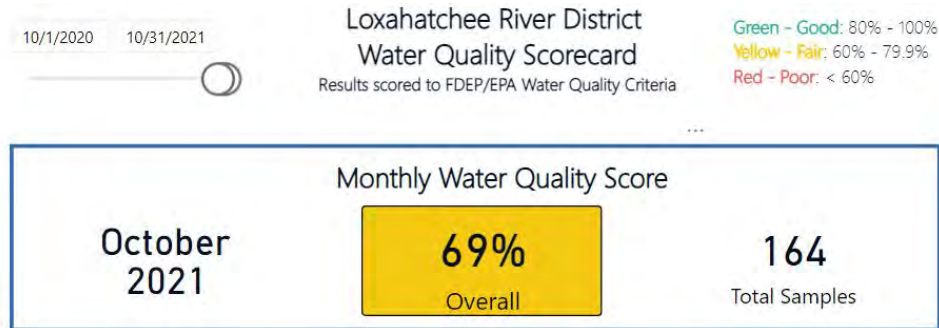 10/1/2020 10/31/2021
Loxahatchee River District
Water Quality Scorecard
Results scored to FDEP/EPA Water Quality Criteria
Green - Good: 80% - 100%
Yellow - Fair: 60% - 79.9%
Red - Poor: < 60%
...
Monthly Water Quality Score
October
2021
69%
Overall
164
Total Samples